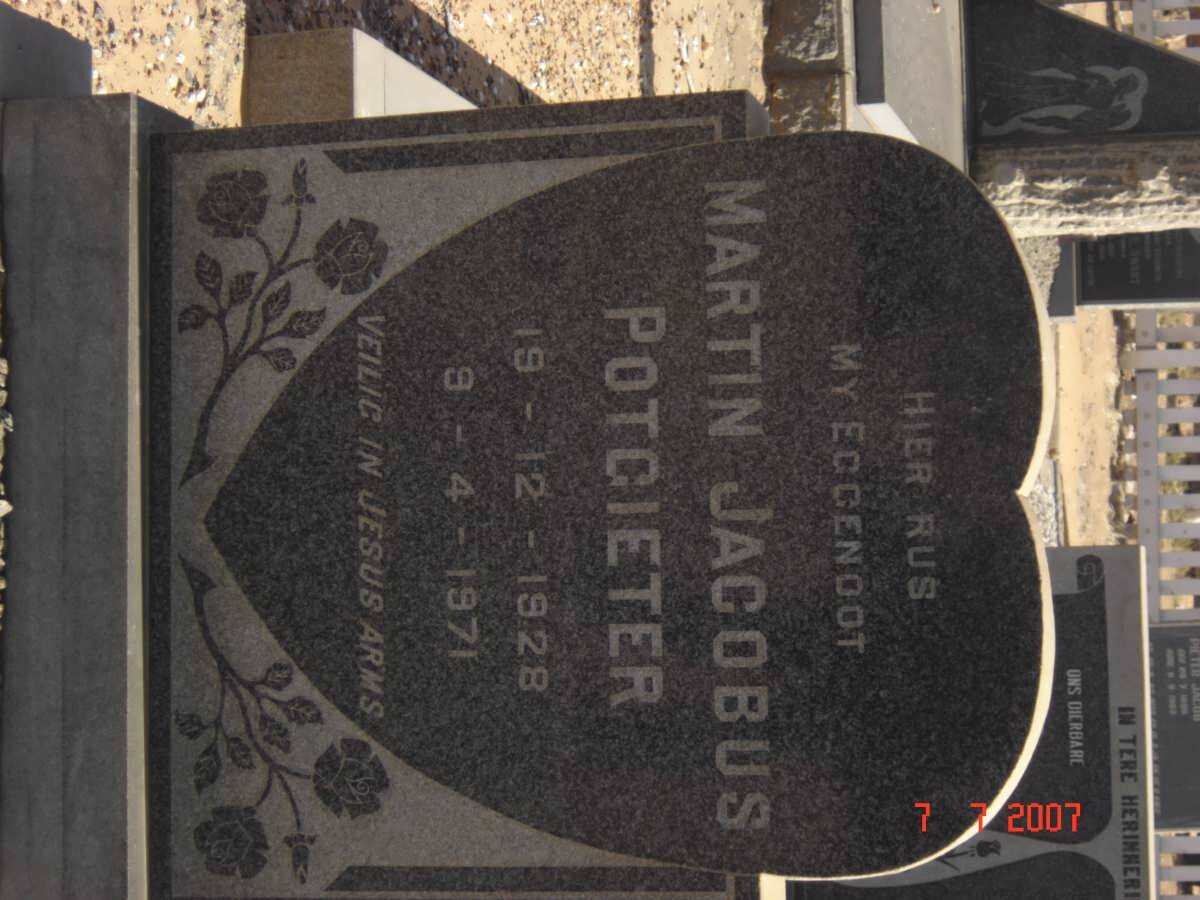 HIER RUS
MY EGGENOOT
MARTIN JACOBUS
POTGIETER
19-12-1928
9-4-1971
VEILIG IN JESUS ARMS
IN TERE HERINNERI
ONS DIERBARE
7 7 2007